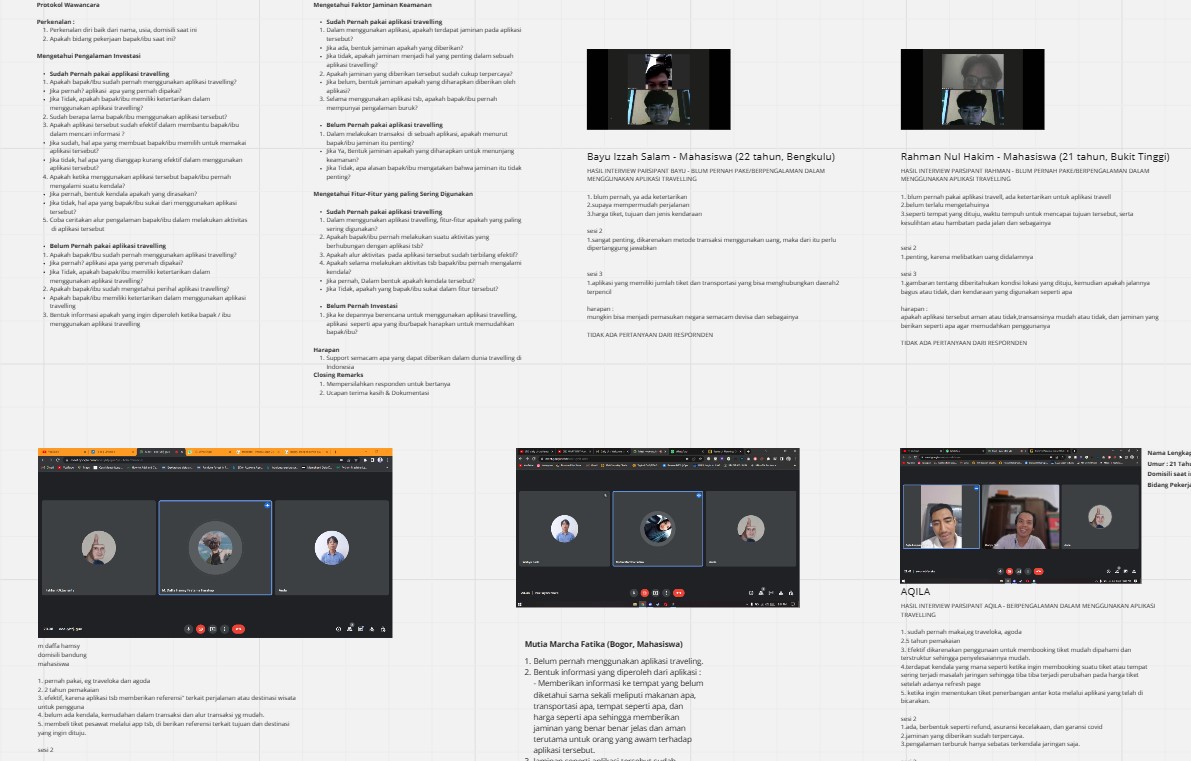 Protokol Wawancara
Perkenalan :
1. Perkenalan diri baik dari nama, usia, domisili saat ini
2. Apakah bidang pekerjaan bapak/ibu saat ini?
Mengetahui Pengalaman Investasi
• Sudah Pernah pakai applikasi travelling
1. Apakah bapak/ibu sudah pernah menggunakan aplikasi travelling?
• Jika pernah? aplikasi apa yang pernah dipakai?
• Jika Tidak, apakah bapak/ibu memiliki ketertarikan dalam
menggunakan aplikasi travelling?
2. Sudah berapa lama bapak/ibu menggunakan aplikasi tersebut?
3. Apakah aplikasi tersebut sudah efektif dalam membantu bapak/ibu
dalam mencari informasi ?
• Jika sudah, hal apa yang membuat bapak/ibu memilih untuk memakai
aplikasi tersebut?
• Jika tidak, hal apa yang dianggap kurang efektif dalam menggunakan
aplikasi tersebut?
4. Apakah ketika menggunakan aplikasi tersebut bapak/ibu pernah
mengalami suatu kendala?
• Jika pernah, bentuk kendala apakah yang dirasakan?
• Jika tidak, hal apa yang bapak/ibu sukai dari menggunakan aplikasi
tersebut?
5. Coba ceritakan alur pengalaman bapak/ibu dalam melakukan aktivitas
di aplikasi tersebut
• Belum Pernah pakai applikasi travelling
1. Apakah bapak/ibu sudah pernah menggunakan aplikasi travelling?
• Jika pernah? aplikasi apa yang pernah dipakai?
• Jika Tidak, apakah bapak/ibu memiliki ketertarikan dalam
menggunakan aplikasi travelling?
2. Apakah bapak/ibu sudah mengetahui perihal aplikasi travelling?
• Apakah bapak/ibu memiliki ketertarikan dalam menggunakan aplikasi
travelling
3. Bentuk informasi apakah yang ingin diperoleh ketika bapak / ibu
menggunakan aplikasi travelling
Mengetahui Faktor Jaminan Keamanan
• Sudah Pernah pakai aplikasi travelling
1. Dalam menggunakan aplikasi, apakah terdapat jaminan pada aplikasi
tersebut?
• Jika ada, bentuk jaminan apakah yang diberikan?
• Jika tidak, apakah jaminan menjadi hal yang penting dalam sebuah
aplikasi travelling?
2. Apakah jaminan yang diberikan tersebut sudah cukup terpercaya?
• Jika belum, bentuk jaminan apakah yang diharapkan diberikan oleh
aplikasi?
3. Selama menggunakan aplikasi tsb, apakah bapak/ibu pernah
mempunyai pengalaman buruk?
• Belum Pernah pakai aplikasi travelling
1. Dalam melakukan transaksi di sebuah aplikasi, apakah menurut
bapak/ibu jaminan itu penting?
• Jika Ya, Bentuk jaminan apakah yang diharapkan untuk menunjang
keamanan?
• Jika Tidak, apa alasan bapak/ibu mengatakan bahwa jaminan itu tidak
penting?
Mengetahui Fitur-Fitur yang paling Sering Digunakan
• Sudah Pernah pakai aplikasi travelling
1. Dalam menggunakan aplikasi travelling, fitur-fitur apakah yang paling
sering digunakan?
2. Apakah bapak/ibu pernah melakukan suatu aktivitas yang
berhubungan dengan aplikasi tsb?
3. Apakah alur aktivitas pada aplikasi tersebut sudah terbilang efektif?
4. Apakah selama melakukan aktivitas tsb bapak/ibu pernah mengalami
kendala?
• Jika pernah, Dalam bentuk apakah kendala tersebut?
• Jika Tidak, apakah yang bapak/ibu sukai dalam fitur tersebut?
• Belum Pernah Investasi
1. Jika ke depannya berencana untuk menggunakan aplikasi travelling,
aplikasi seperti apa yang ibu/bapak harapkan untuk memudahkan
bapak/ibu?
Harapan
1. Support semacam apa yang dapat diberikan dalam dunia travelling di
Indonesia
Closing Remarks
1. Mempersilahkan responden untuk bertanya
2. Ucapan terima kasih & Dokumentasi
Bayu Izzah Salam - Mahasiswa (22 tahun, Bengkulu)
HASIL INTERVIEW PARSIPANT BAYU - BLUM PERNAH PAKE/BERPENGALAMAN DALAM
MENGGUNAKAN APLIKASI TRAVELLING
1. blum pernah, ya ada ketertarikan
2.supaya mempermudah perjalanan
3.harga tiket, tujuan dan jenis kendaraan
sesi 2
1.sangat penting, dikarenakan metode transaksi menggunakan uang, maka dari itu perlu
dipertanggung jawabkan
sesi 3
1.aplikasi yang memiliki jumlah tiket dan transportasi yang bisa menghubungkan daerah2
terpencil
harapan :
mungkin bisa menjadi pemasukan negara semacam devisa dan sebagainya
TIDAK ADA PERTANYAAN DARI RESPORNDEN
Rahman Nul Hakim - Mahasiswa (21 tahun, Bukit Tinggi)
HASIL INTERVIEW PARSIPANT RAHMAN - BLUM PERNAH PAKE/BERPENGALAMAN DALAM
MENGGUNAKAN APLIKASI TRAVELLING
1. blum pernah pakai aplikasi travell, ada ketertarikan untuk aplikasi travell
2.belum terlalu mengetahuinya
3.seperti tempat yang dituju, waktu tempuh untuk mencapai tujuan tersebut, serta
kesulihtan atau hambatan pada jalan dan sebagainya
sesi 2
1.penting, karena melibatkan uang didalamnya
sesi 3
1.gambaran tentang diberitahukan kondisi lokasi yang dituju, kemudian apakah jalannya
bagus atau tidak, dan kendaraan yang digunakan seperti apa
harapan :
apakah aplikasi tersebut aman atau tidak,transansinya mudah atau tidak, dan jaminan yang
berikan seperti apa agar memudahkan penggunanya
TIDAK ADA PERTANYAAN DARI RESPORNDEN
m daffa hamsy
domisili bandung
mahasiswa
1. pernah pakai, eg traveloka dan agoda
2. 2 tahun pemakaian
3. efektif, karena aplikasi tsb memberikan referensi" terkait perjalanan atau destinasi wisata
untuk pengguna
4. belum ada kendala, kemudahan dalam transaksi dan alur transaksi yg mudah.
5. membeli tiket pesawat melalui app tsb, di berikan referensi terkait tujuan dan destinasi
yang ingin dituju.
sesi 2
Mutia Marcha Fatika (Bogor, Mahasiswa)
1. Belum pernah menggunakan aplikasi traveling.
2. Bentuk informasi yang diperoleh dari aplikasi :
- Memberikan informasi ke tempat yang belum
diketahui sama sekali meliputi makanan apa,
transportasi apa, tempat seperti apa, dan
harga seperti apa sehingga memberikan
jaminan yang benar benar jelas dan aman
terutama untuk orang yang awam terhadap
aplikasi tersebut.
3. Jaminan seperti aplikasi tersebut sudah
AQILA
HASIL INTERVIEW PARSIPANT AQILA - BERPENGALAMAN DALAM MENGGUNAKAN APLIKASI
TRAVELLING
1. sudah pernah makai,eg traveloka, agoda
2.5 tahun pemakaian
3. Efektif dikarenakan penggunaan untuk membooking tiket mudah dipahami dan
terstruktur sehingga penyelesaiannya mudah.
4.terdapat kendala yang mana seperti ketika ingin membooking suatu tiket atau tempat
sering terjadi masalah jaringan sehingga tiba tiba terjadi perubahan pada harga tiket
setelah adanya refresh page
5. ketika ingin menentukan tiket penerbangan antar kota melalui aplikasi yang telah di
bicarakan.
sesi 2
1.ada, berbentuk seperti refund, asuransi kecelakaan, dan garansi covid
2.jaminan yang diberikan sudah terpercaya.
3.pengalaman terburuk hanya sebatas terkendala jaringan saja.
Nama Lengkap
Umur : 21 Tahu
Domisili saat i
Bidang Pekerja